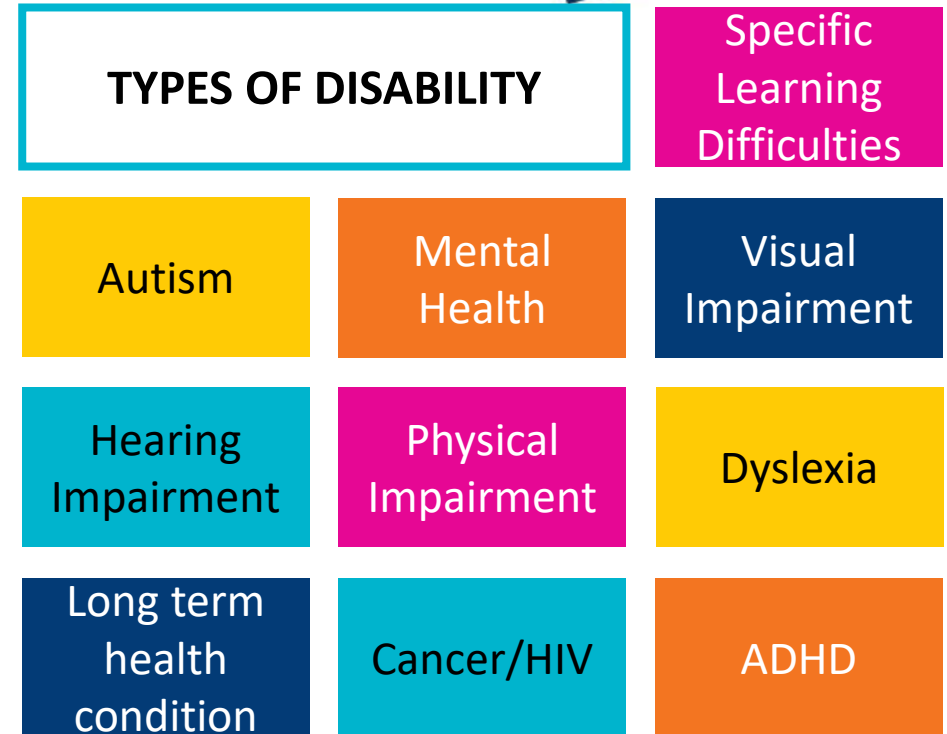 TYPES OF DISABILITY
Specific
Learning
Difficulties
Autism
Mental
Health
Visual
Impairment
Hearing
Impairment
Physical
Impairment
Dyslexia
Long term
health
condition
Cancer/HIV
ADHD